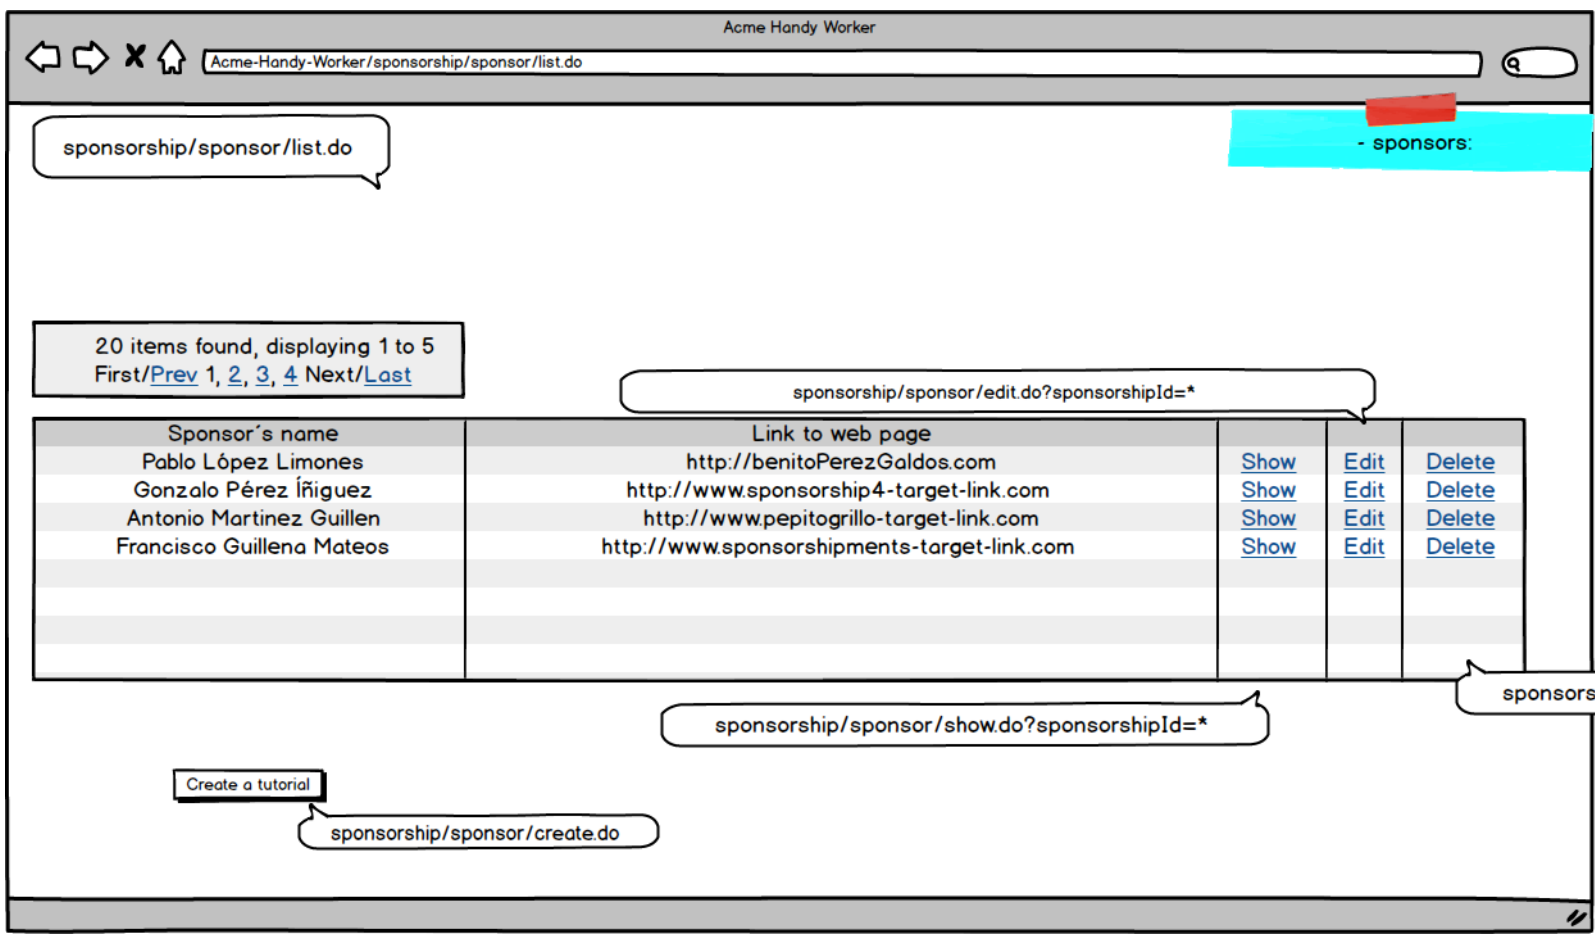 Acme Handy Worker
Acme-Handy-Worker/sponsorship/sponsor/list.do
sponsorship/sponsor/list.do
- sponsors:
20 items found, displaying 1 to 5
First/Prev 1, 2, 3, 4 Next/Last
sponsorship/sponsor/edit.do?sponsorshipId=*
Sponsor´s name Link to web page
Pablo López Limones http://benitoPerezGaldos.com Show Edit Delete
Gonzalo Pérez Íñiguez http://www.sponsorship4-target-link.com Show Edit Delete
Antonio Martinez Guillen http://www.pepitogrillo-target-link.com Show Edit Delete
Francisco Guillena Mateos http://www.sponsorshipments-target-link.com Show Edit Delete
sponsors
sponsorship/sponsor/show.do?sponsorshipId=*
Create a tutorial
sponsorship/sponsor/create.do